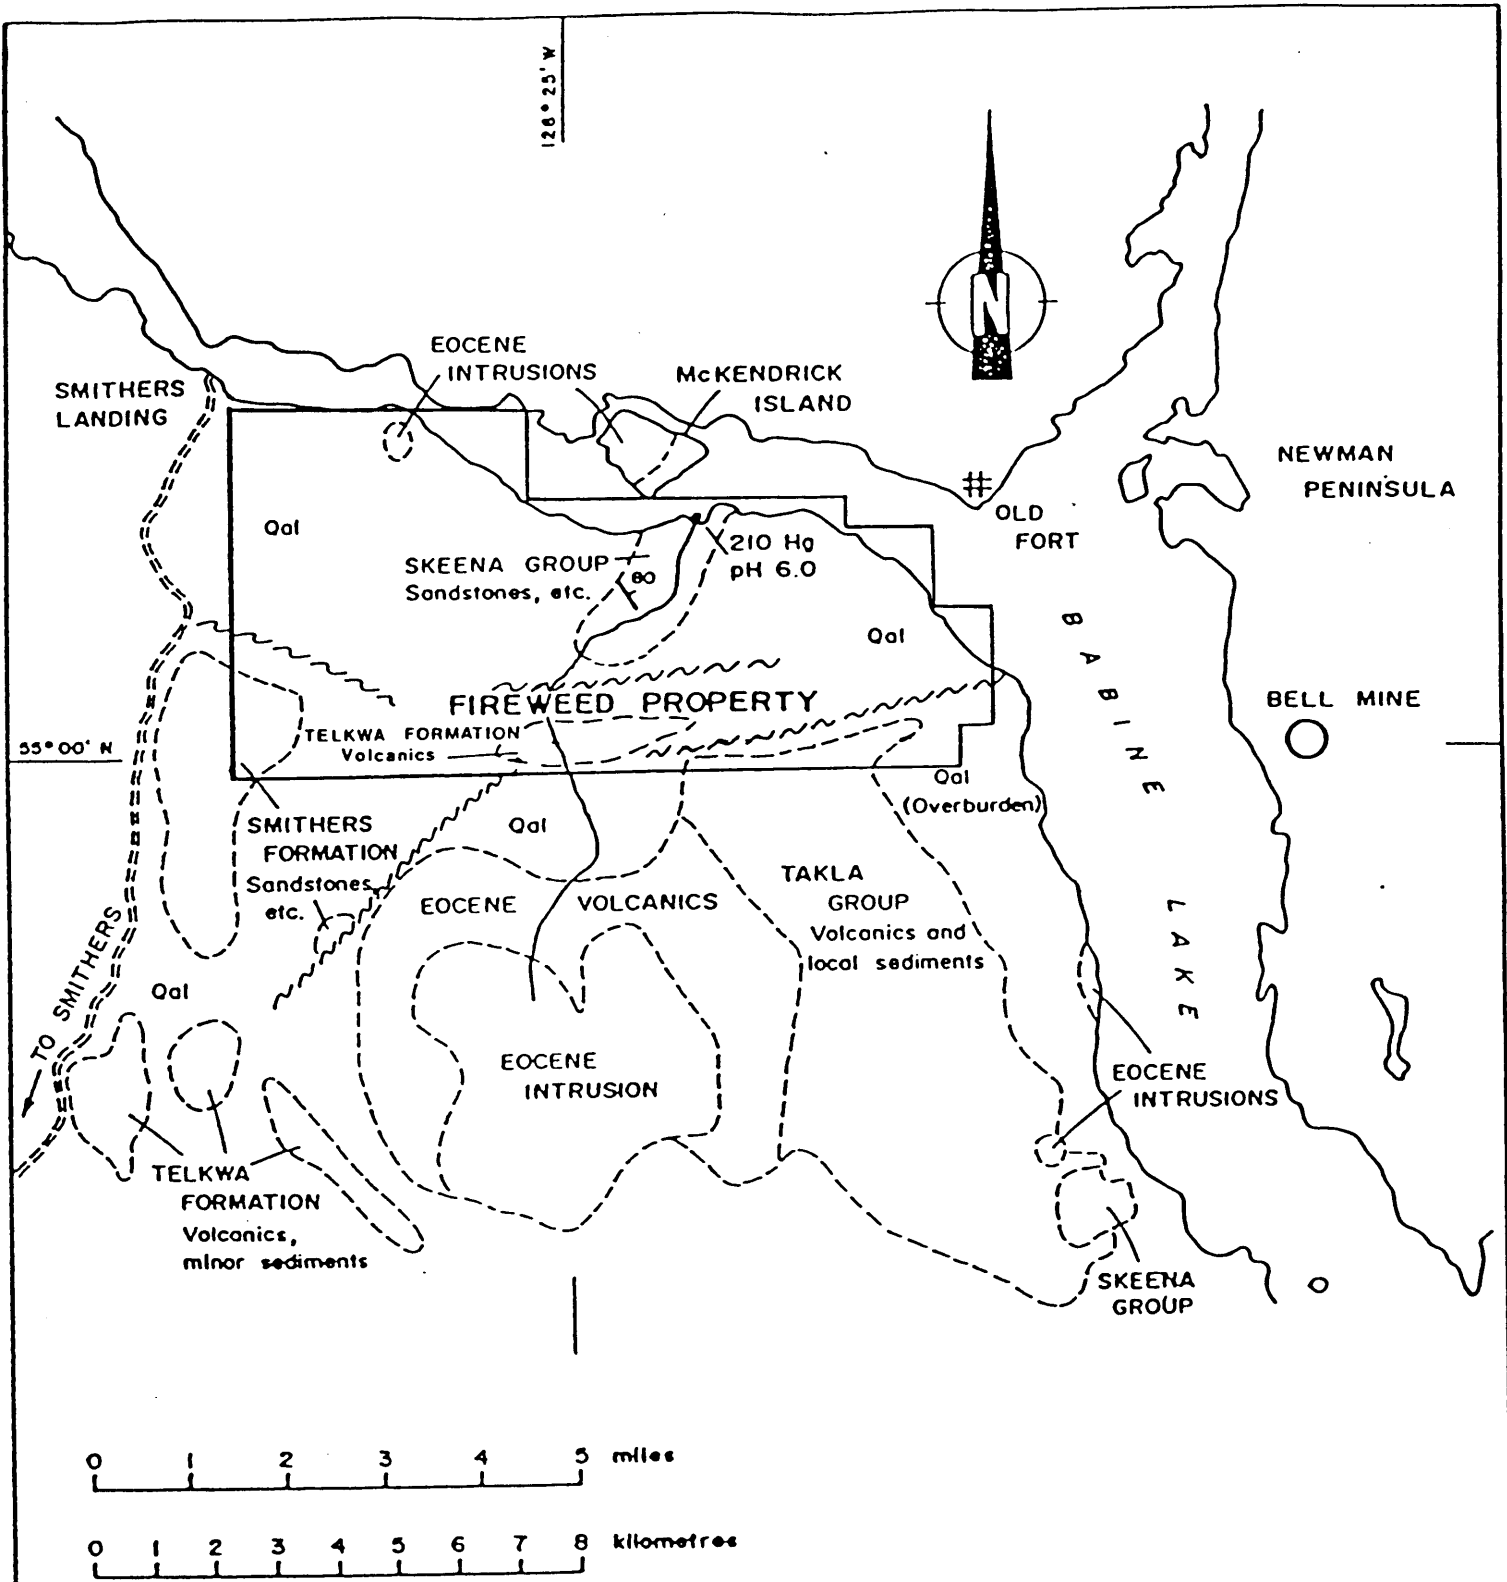 126° 25' W
N
EOCENE
INTRUSIONS
McKENDRICK
ISLAND
SMITHERS
LANDING
NEWMAN
PENINSULA
OLD
FORT
Qal
SKEENA GROUP
Sandstones, etc.
60
210 Hg
pH 6.0
Qal
BABINE
LAKE
FIREWEED PROPERTY
BELL MINE
TELKWA FORMATION
Volcanics
55° 00' N
Qal
(Overburden)
SMITHERS
FORMATION
Sandstones,
etc.
Qal
TAKLA
GROUP
Volcanics and
local sediments
EOCENE VOLCANICS
TO SMITHERS
Qal
EOCENE
INTRUSION
EOCENE
INTRUSIONS
TELKWA
FORMATION
Volcanics,
minor sediments
SKEENA
GROUP
0 1 2 3 4 5 miles
0 1 2 3 4 5 6 7 8 kilometres